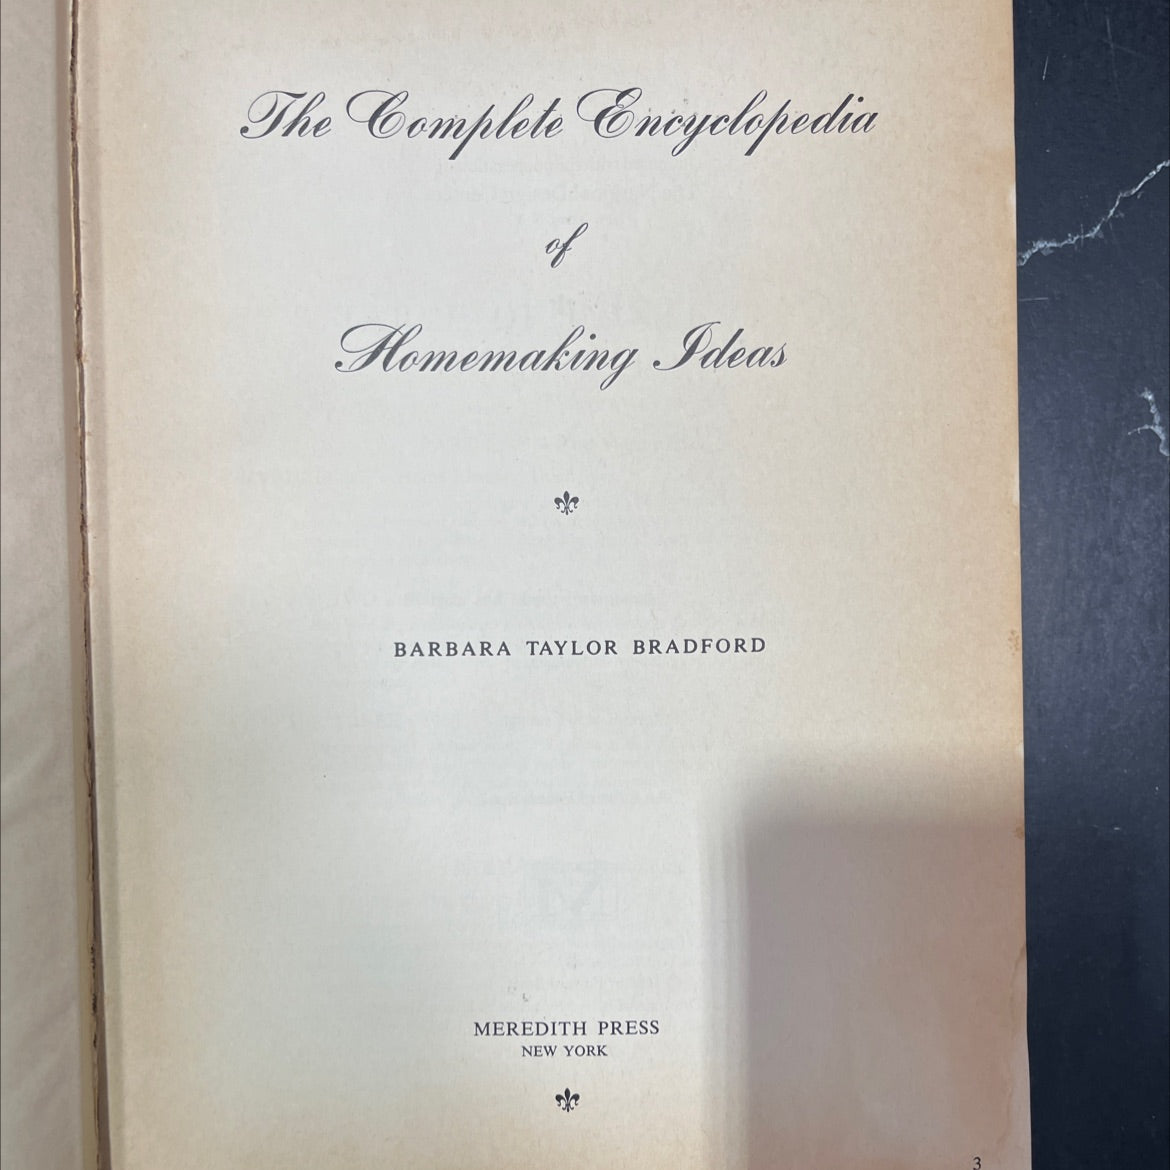 The Complete Encyclopedia
of
Homemaking Ideas
BARBARA TAYLOR BRADFORD
MEREDITH PRESS
NEW YORK
3